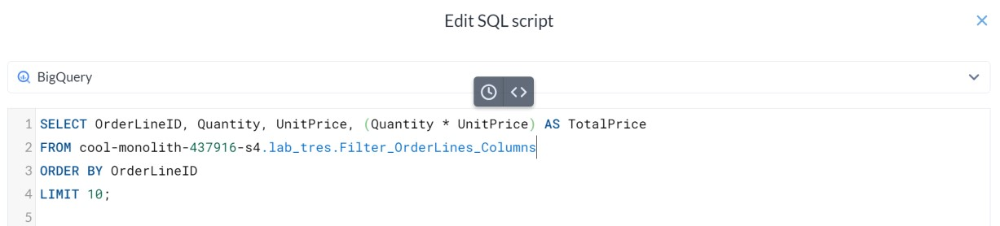 Edit SQL script
BigQuery
1 SELECT OrderLineID, Quantity, UnitPrice, (Quantity * UnitPrice) AS TotalPrice
2 FROM cool-monolith-437916-s4.lab_tres.Filter_OrderLines_Columns
3 ORDER BY OrderLineID
4 LIMIT 10;
5